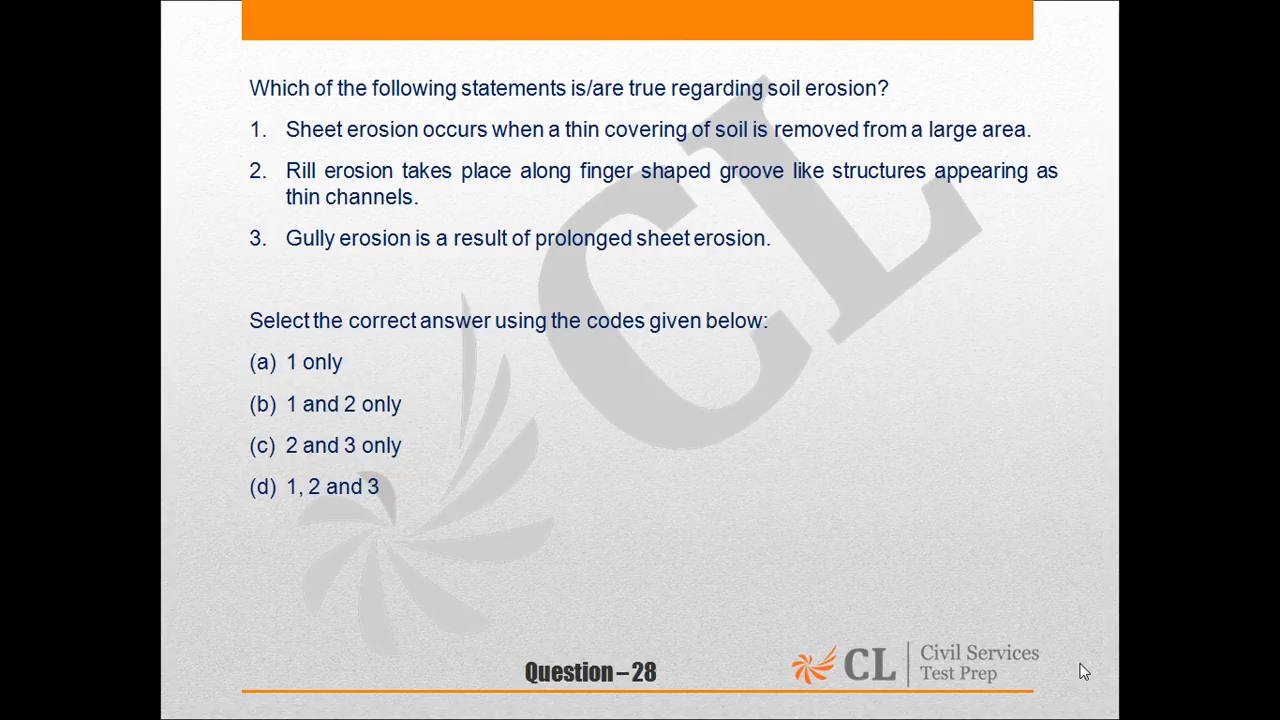 Which of the following statements is/are true regarding soil erosion?
1. Sheet erosion occurs when a thin covering of soil is removed from a large area.
2. Rill erosion takes place along finger shaped groove like structures appearing as
thin channels.
3. Gully erosion is a result of prolonged sheet erosion.
Select the correct answer using the codes given below:
(a) 1 only
(b) 1 and 2 only
(c) 2 and 3 only
(d) 1, 2 and 3
CL
Question – 28
CL
Civil Services
Test Prep